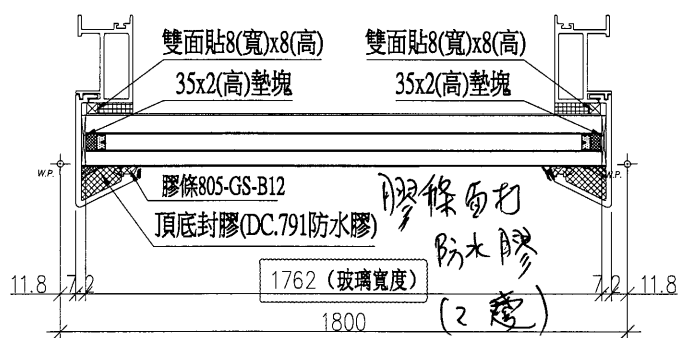 雙面貼8(寬)x8(高)
雙面貼8(寬)x8(高)
35x2(高)墊塊
35x2(高)墊塊
W.P.
W.P.
膠條805-GS-B12
頂底封膠(DC.791防水膠)
膠條面打
防水膠
1762（玻璃寬度）
11.8
7.2
7.2
11.8
1800
(2處)